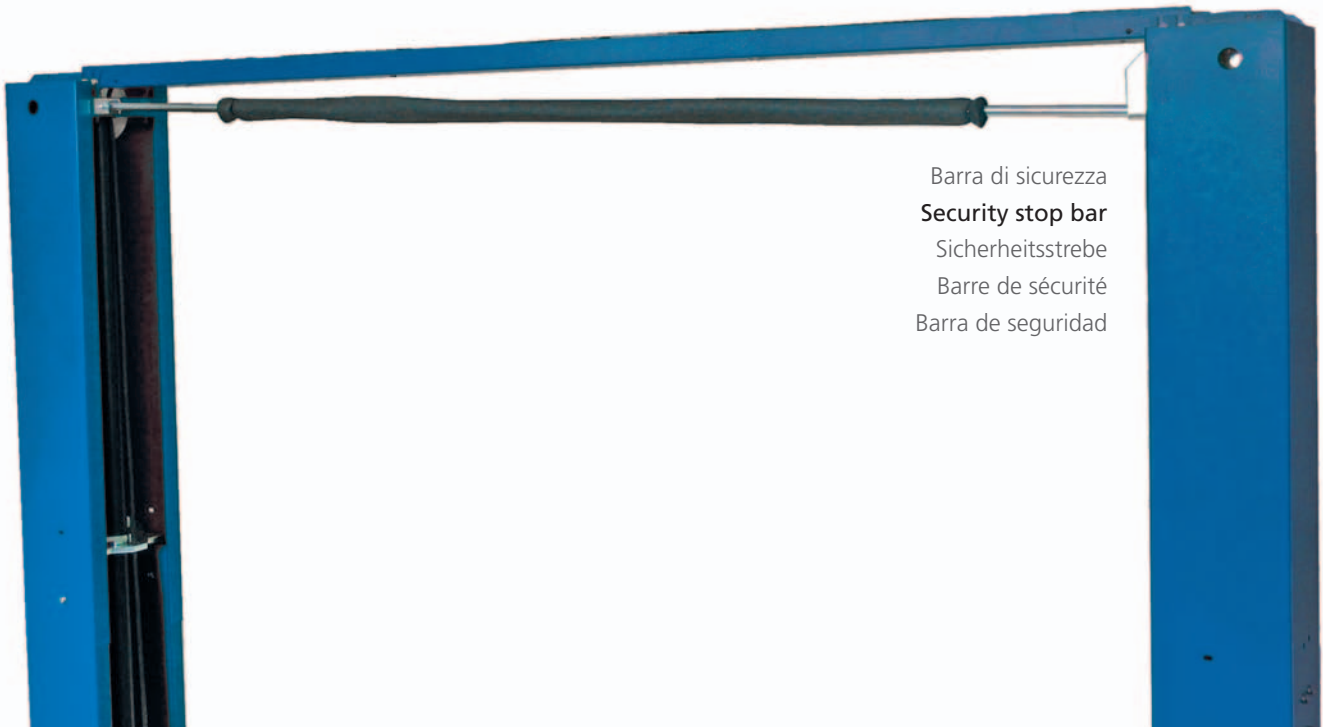 Barra di sicurezza
Security stop bar
Sicherheitsstrebe
Barre de sécurité
Barra de seguridad